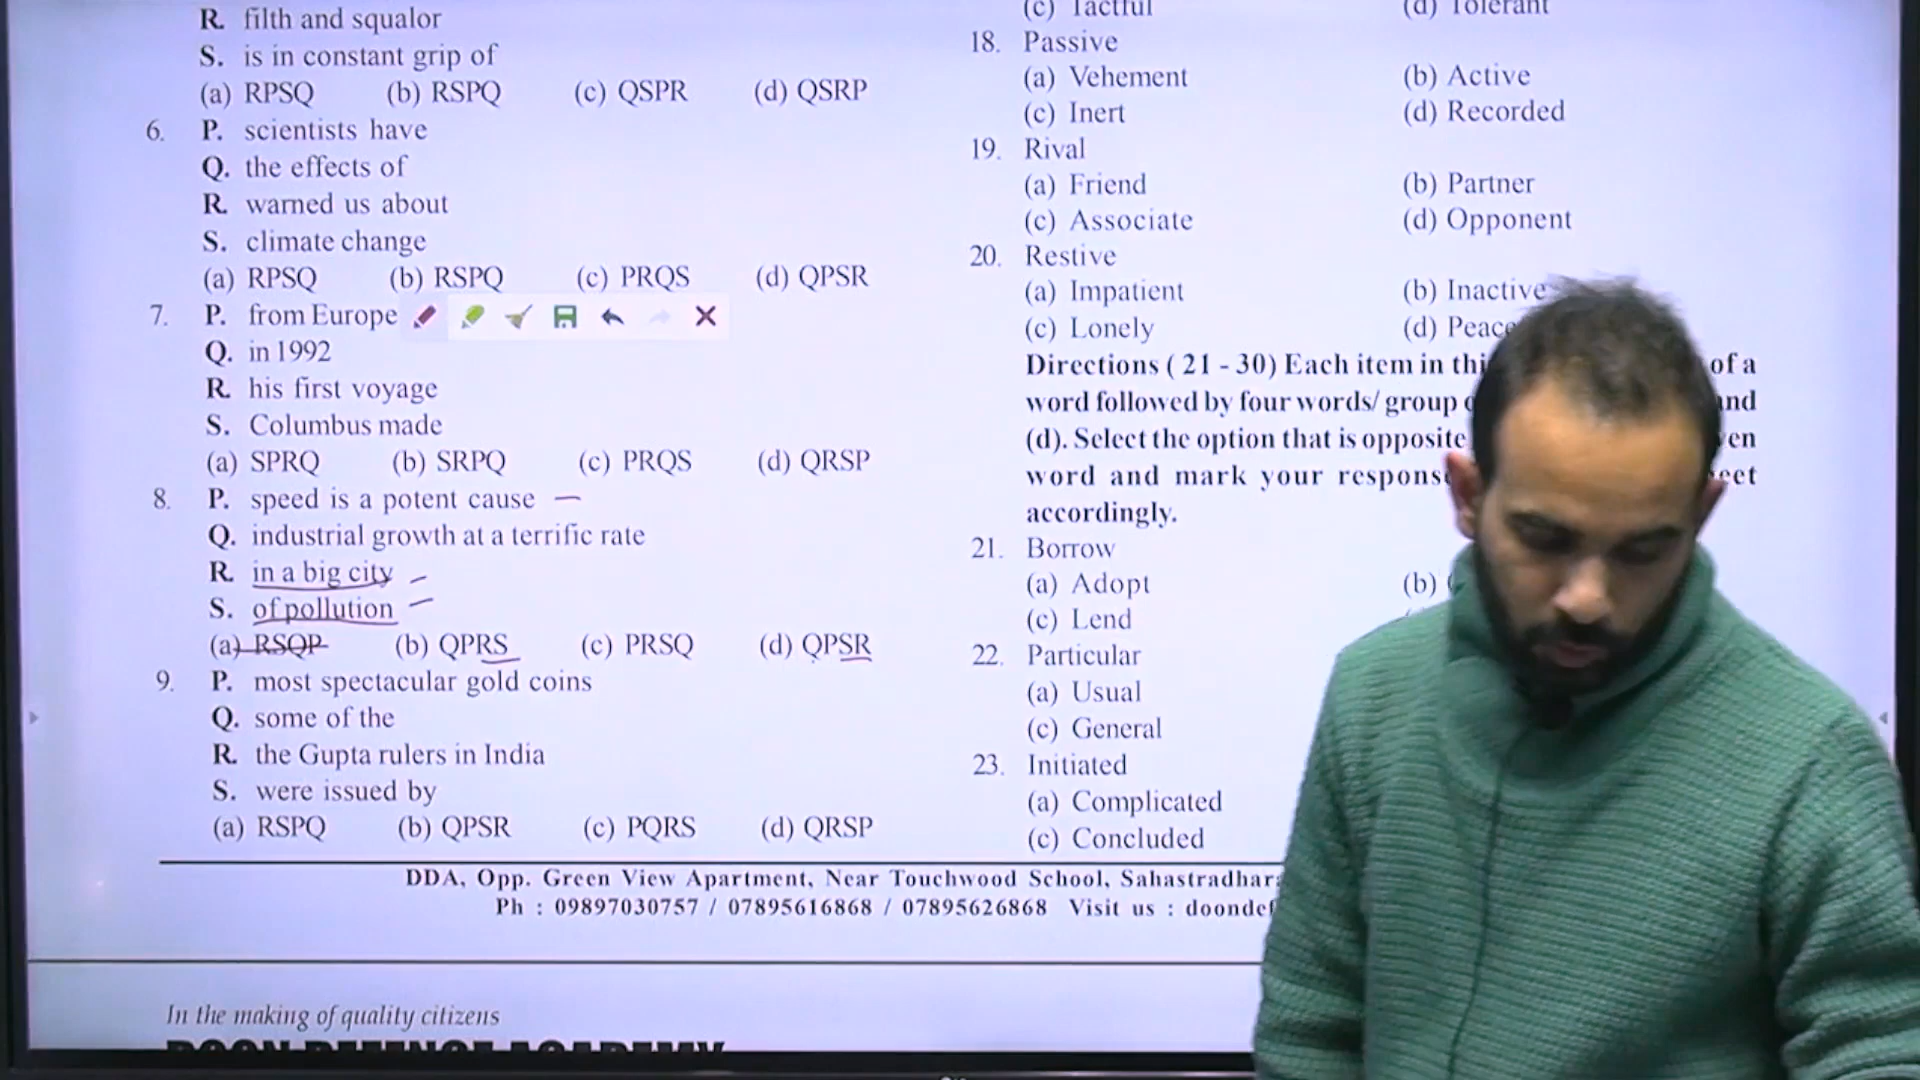 R. filth and squalor
S. is in constant grip of
(a) RPSQ (b) RSPQ (c) QSPR (d) QSRP
6. P. scientists have
Q. the effects of
R. warned us about
S. climate change
(a) RPSQ (b) RSPQ (c) PRQS (d) QPSR
7. P. from Europe
Q. in 1992
R. his first voyage
S. Columbus made
(a) SPRQ (b) SRPQ (c) PRQS (d) QRSP
8. P. speed is a potent cause
Q. industrial growth at a terrific rate
R. in a big city
S. of pollution
(a) RSQP (b) QPRS (c) PRSQ (d) QPSR
9. P. most spectacular gold coins
Q. some of the
R. the Gupta rulers in India
S. were issued by
(a) RSPQ (b) QPSR (c) PQRS (d) QRSP
(c) Tactful (d) Tolerant
18. Passive
(a) Vehement (b) Active
(c) Inert (d) Recorded
19. Rival
(a) Friend (b) Partner
(c) Associate (d) Opponent
20. Restive
(a) Impatient (b) Inactive
(c) Lonely (d)
Directions ( 21 - 30) Each item in of a
word followed by four words/ group and
(d). Select the option that is opposite
word and mark your
accordingly.
21. Borrow
(a) Adopt (b)
(c) Lend
22. Particular
(a) Usual
(c) General
23. Initiated
(a) Complicated
(c) Concluded
DDA, Opp. Green View Apartment, Near Touchwood School,
Ph : 09897030757 / 07895616868 / 07895626868 Visit us :
In the making of quality citizens
DOON DEFENCE ACADEMY